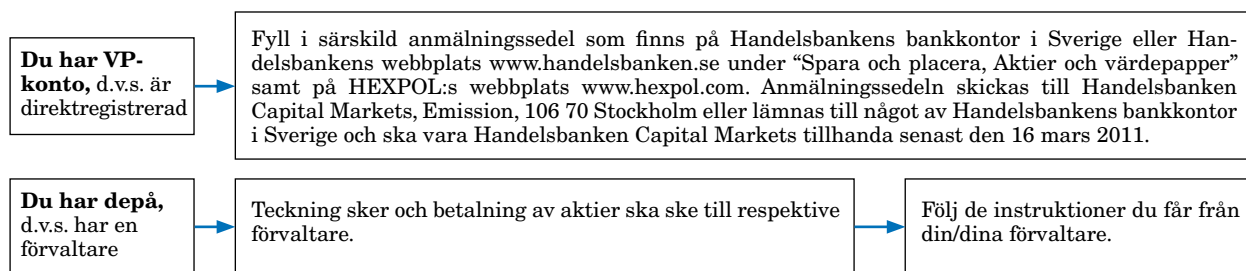 Du har VP-
konto, d.v.s. är
direktregistrerad
Fyll i särskild anmälningssedel som finns på Handelsbankens bankkontor i Sverige eller Han-
delsbankens webbplats www.handelsbanken.se under “Spara och placera, Aktier och värdepapper”
samt på HEXPOL:s webbplats www.hexpol.com. Anmälningssedeln skickas till Handelsbanken
Capital Markets, Emission, 106 70 Stockholm eller lämnas till något av Handelsbankens bankkontor
i Sverige och ska vara Handelsbanken Capital Markets tillhanda senast den 16 mars 2011.
Du har depå,
d.v.s. har en
förvaltare
Teckning sker och betalning av aktier ska ske till respektive
förvaltare.
Följ de instruktioner du får från
din/dina förvaltare.